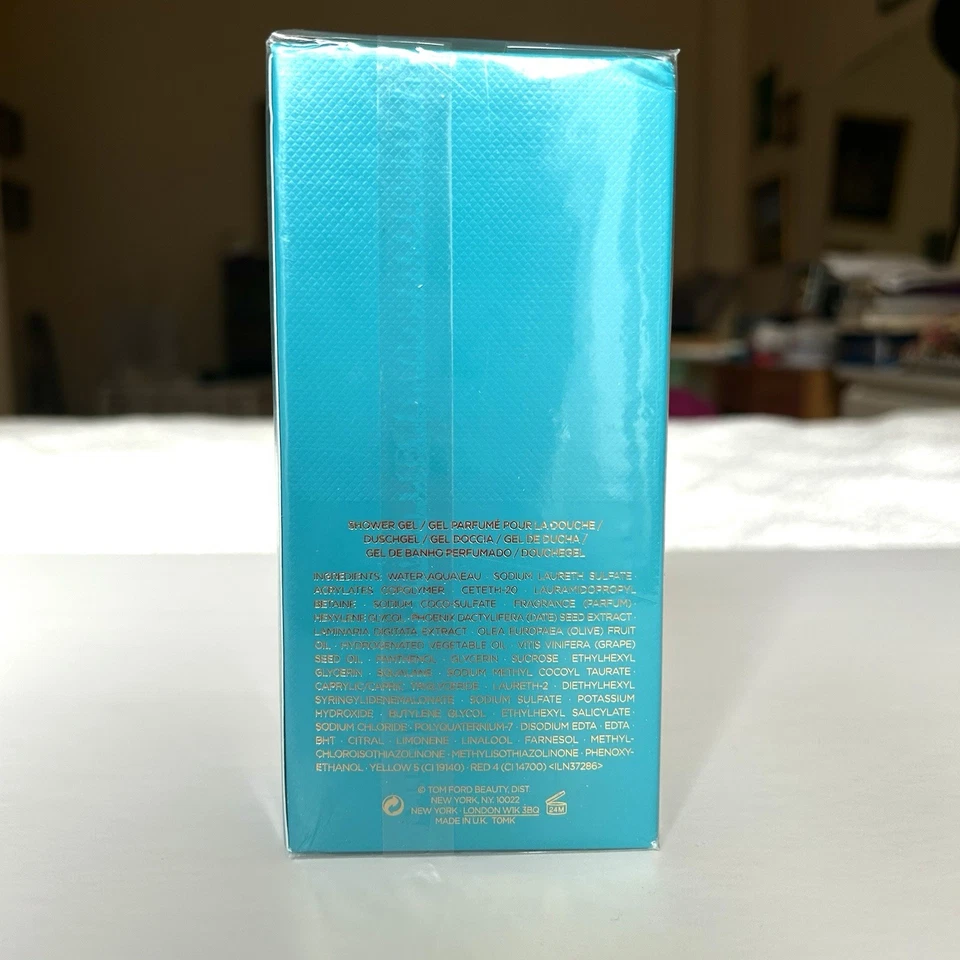 SHOWER GEL / GEL PARFUMÉ POUR LA DOUCHE /
DUSCHGEL / GEL DOCCIA / GEL DE DUCHA /
GEL DE BANHO PERFUMADO / DOUCHEGEL
INGREDIENTS: WATER\AQUA\EAU · SODIUM LAURETH SULFATE ·
ACRYLATES COPOLYMER · CETETH-20 · LAURAMIDOPROPYL
BETAINE · SODIUM COCO-SULFATE · FRAGRANCE (PARFUM) ·
HEXYLENE GLYCOL · PHOENIX DACTYLIFERA (DATE) SEED EXTRACT ·
LAMINARIA DIGITATA EXTRACT · OLEA EUROPAEA (OLIVE) FRUIT
OIL · HYDROGENATED VEGETABLE OIL · VITIS VINIFERA (GRAPE)
SEED OIL · PANTHENOL · GLYCERIN · SUCROSE · ETHYLHEXYL
GLYCERIN · SQUALANE · SODIUM METHYL COCOYL TAURATE ·
CAPRYLIC/CAPRIC TRIGLYCERIDE · LAURETH-2 · DIETHYLHEXYL
SYRINGYLIDENEMALONATE · SODIUM SULFATE · POTASSIUM
HYDROXIDE · BUTYLENE GLYCOL · ETHYLHEXYL SALICYLATE ·
SODIUM CHLORIDE · POLYQUATERNIUM-7 · DISODIUM EDTA · EDTA ·
BHT · CITRAL · LIMONENE · LINALOOL · FARNESOL · METHYL-
CHLOROISOTHIAZOLINONE · METHYLISOTHIAZOLINONE · PHENOXY-
ETHANOL · YELLOW 5 (CI 19140) · RED 4 (CI 14700) <ILN37286>
© TOM FORD BEAUTY, DIST.
NEW YORK, N.Y. 10022
NEW YORK · LONDON W1K 3BQ
MADE IN U.K. TOMK
24M